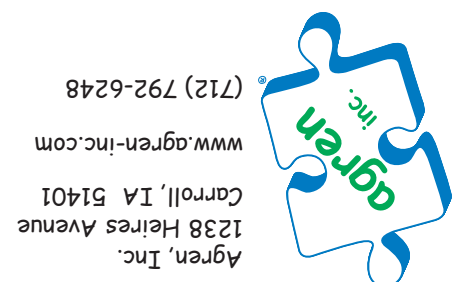 Agren, Inc.
1238 Heires Avenue
Carroll, IA 51401
www.agren-inc.com
(712) 792-6248
agren
inc.
®